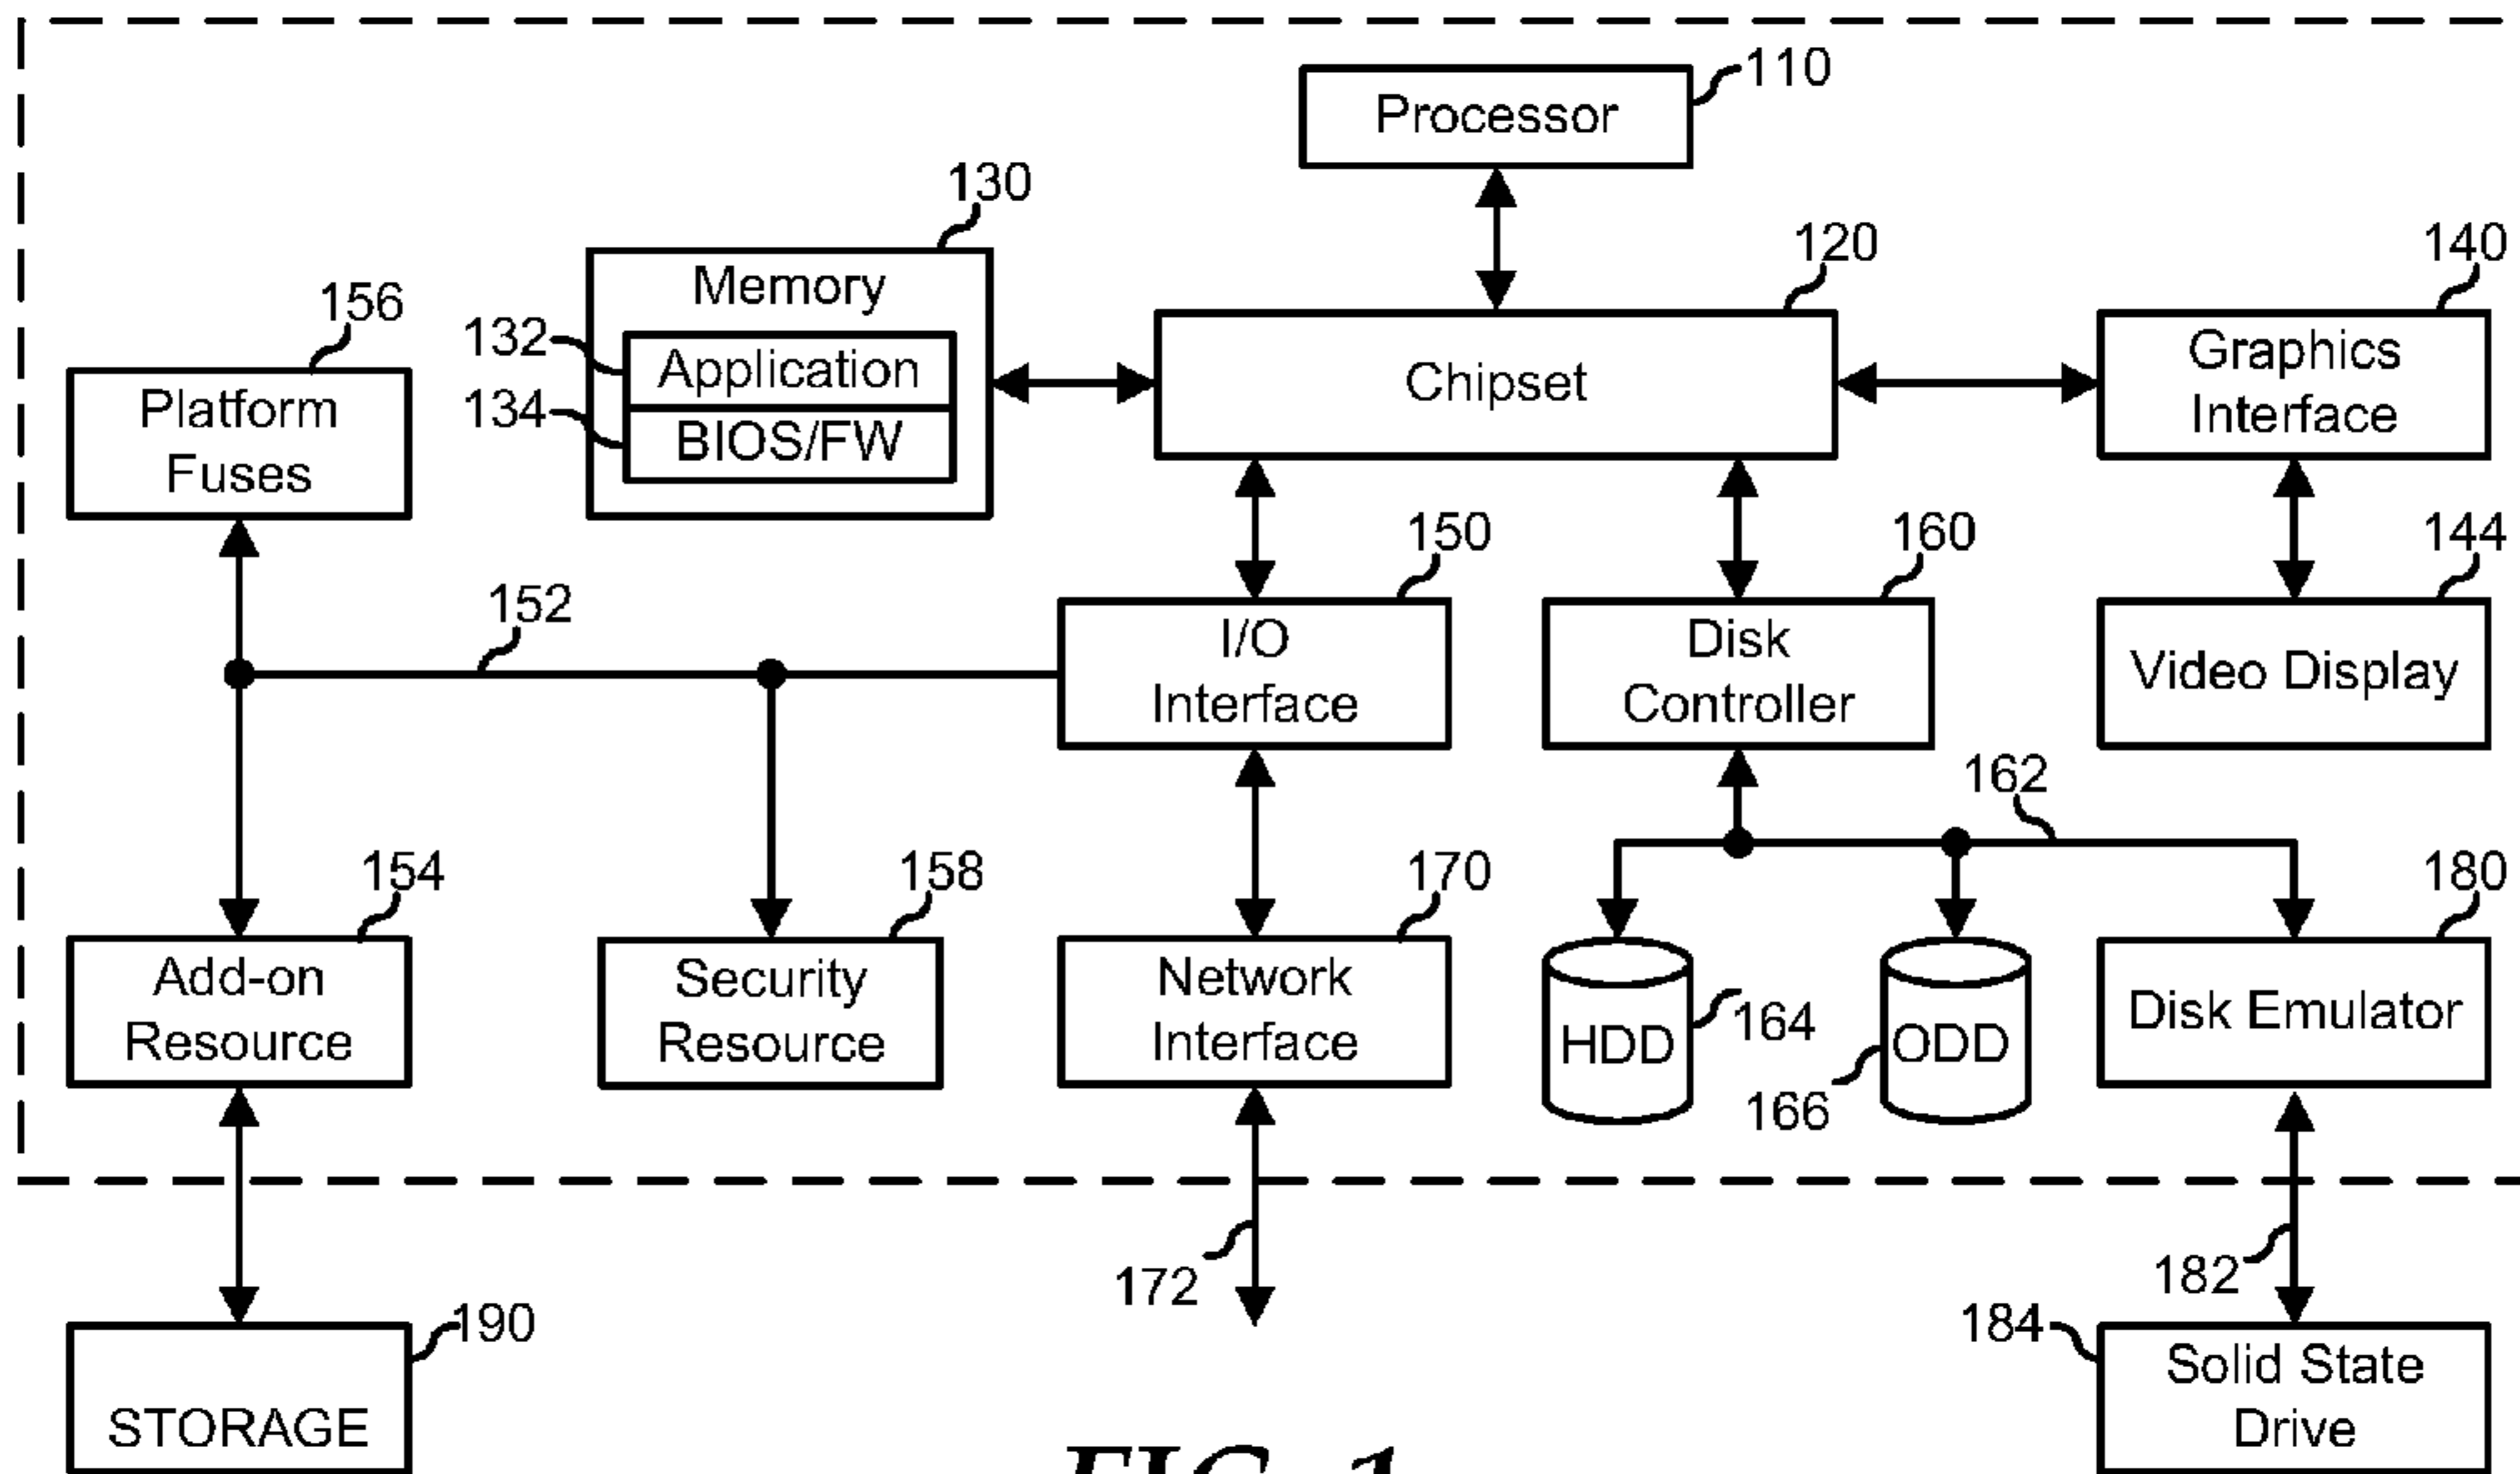 110
Processor
130
120
140
Memory
156
132
Application
Chipset
Graphics
Interface
Platform
Fuses
134
BIOS/FW
150
160
144
152
I/O
Interface
Disk
Controller
Video Display
162
154
158
170
180
Add-on
Resource
Security
Resource
Network
Interface
HDD
164
ODD
166
Disk Emulator
172
182
190
184
STORAGE
Solid State
Drive
FIG. 1